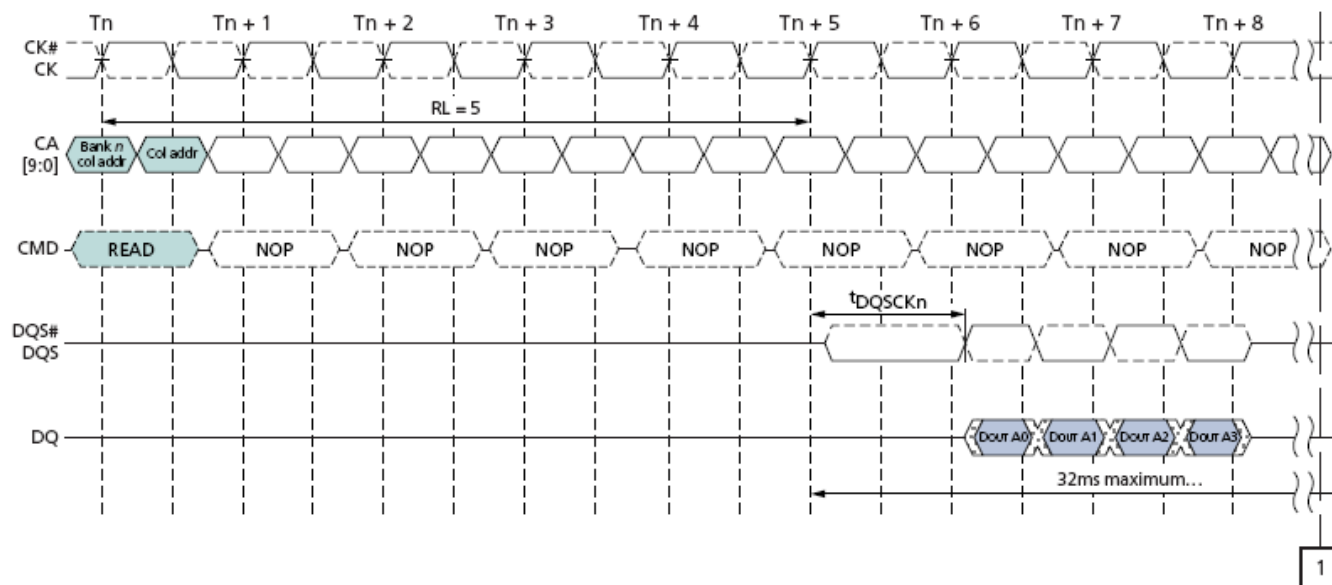 Tn Tn + 1 Tn + 2 Tn + 3 Tn + 4 Tn + 5 Tn + 6 Tn + 7 Tn + 8
CK#
CK
RL = 5
CA
[9:0]
Bank n
col addr
Col addr
CMD READ NOP NOP NOP NOP NOP NOP NOP NOP
tDQSCKn
DQS#
DQS
DQ DOUT A0 DOUT A1 DOUT A2 DOUT A3
32ms maximum…
1